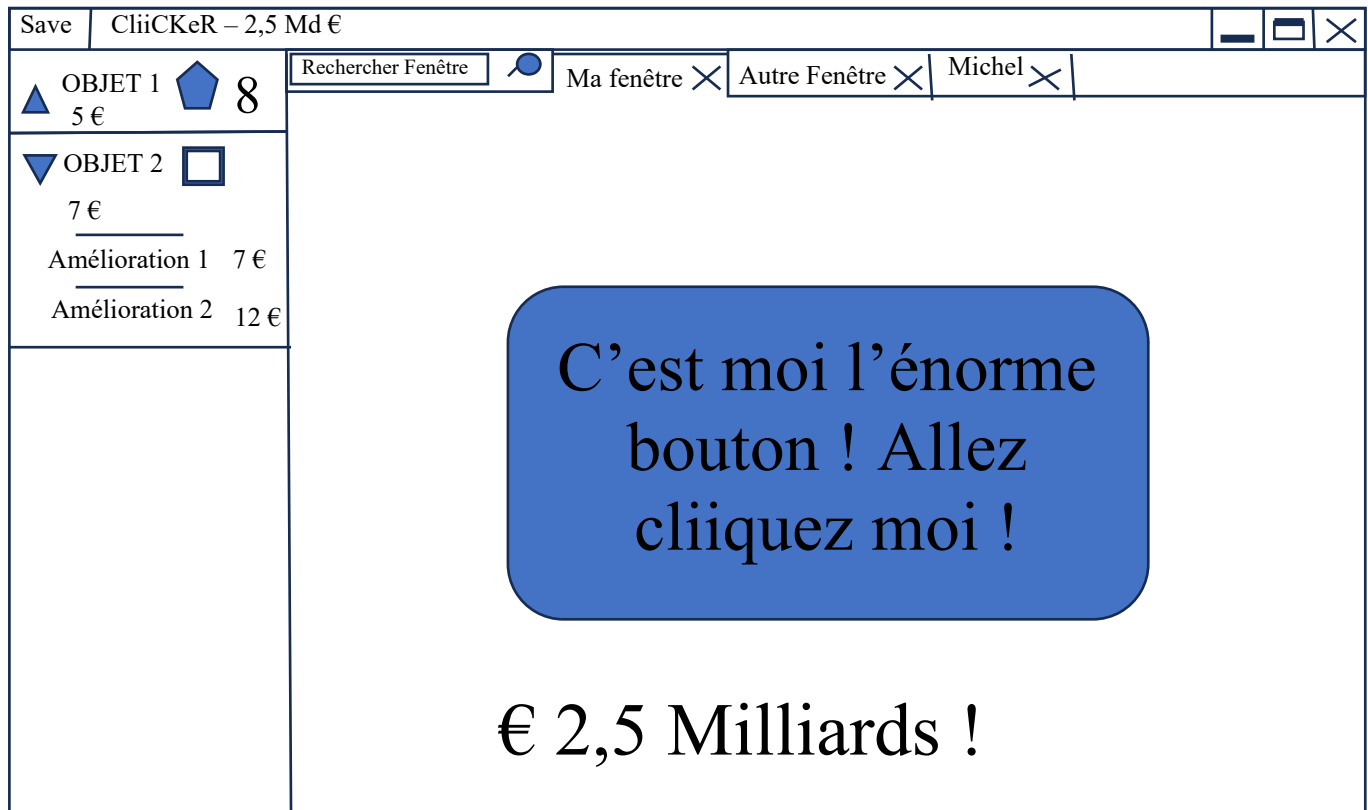 Save
CliiCKeR – 2,5 Md €
OBJET 1
8
5 €
OBJET 2
7 €
Amélioration 1 7 €
Amélioration 2 12 €
Rechercher Fenêtre
Ma fenêtre
Autre Fenêtre
Michel
C’est moi l’énorme
bouton ! Allez
cliiquez moi !
€ 2,5 Milliards !